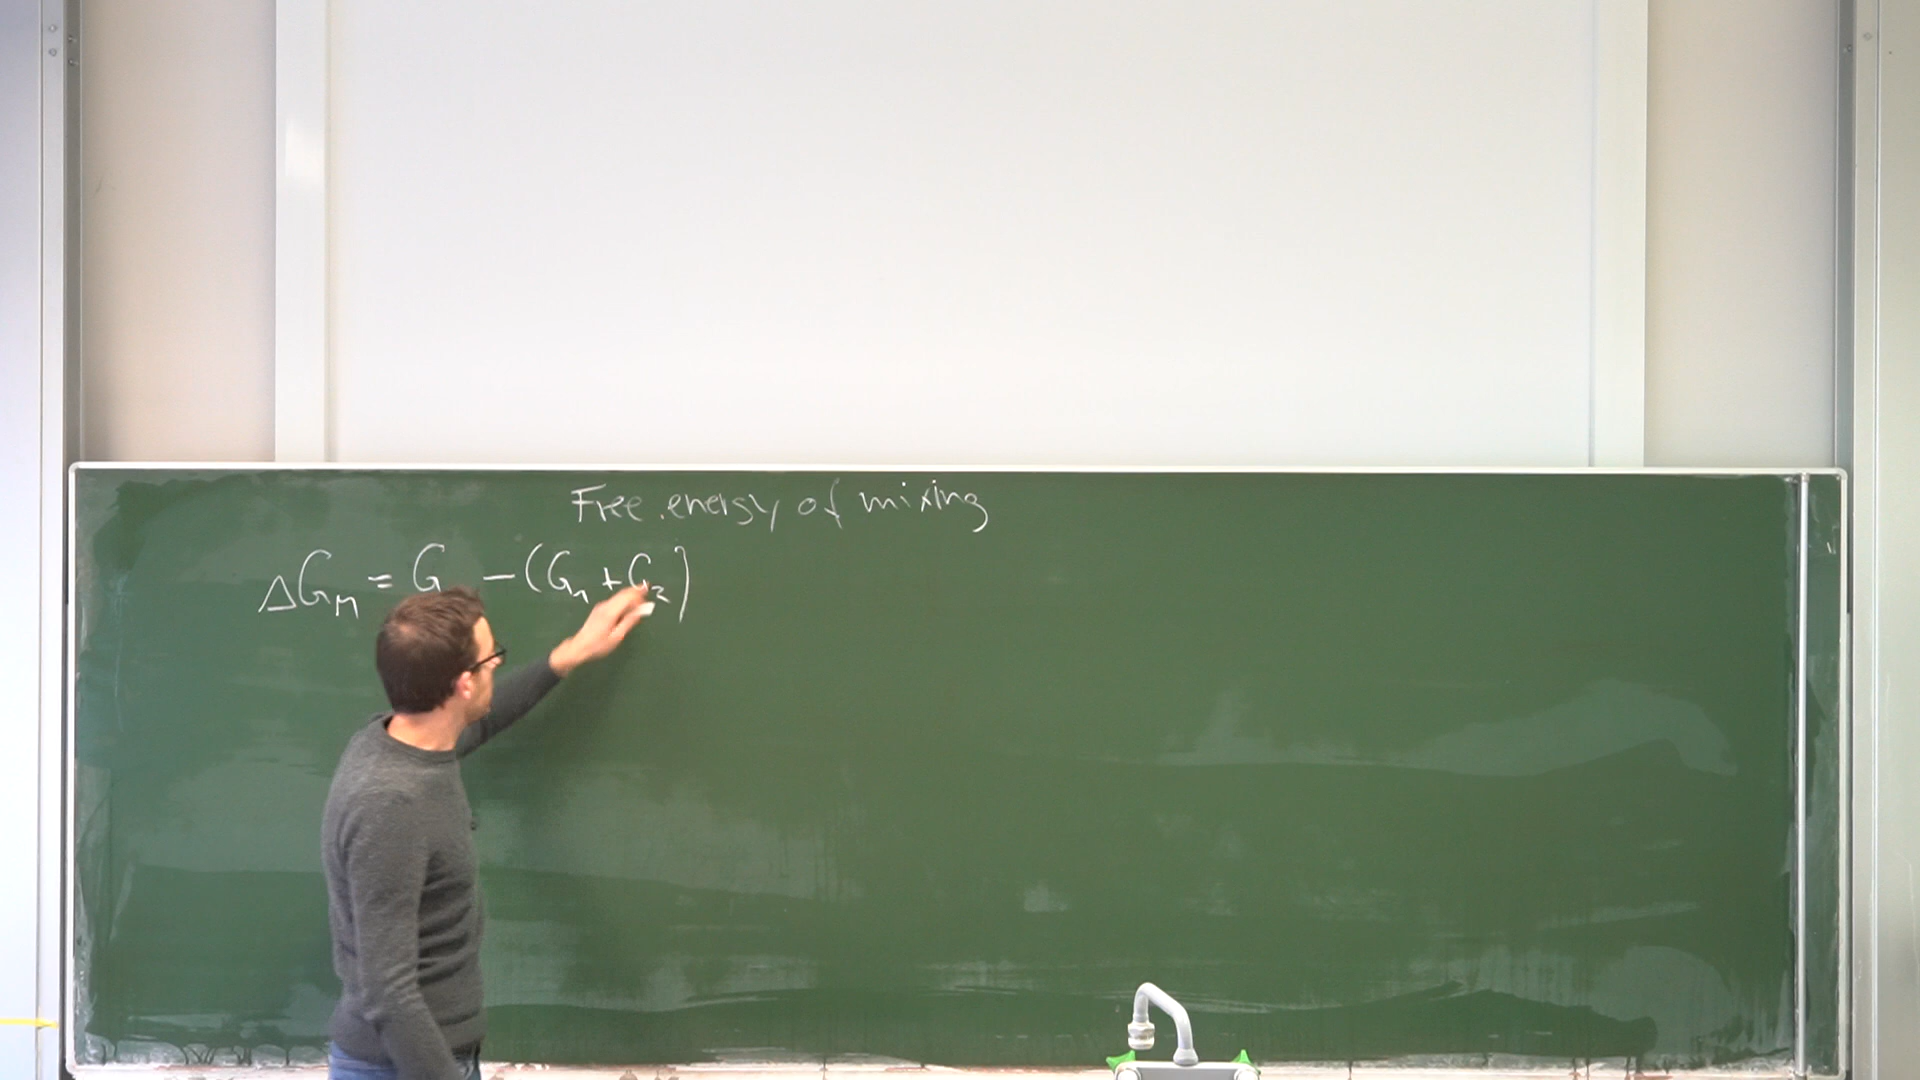 Free energy of mixing
ΔG_M = G - (G_1 + G_2)